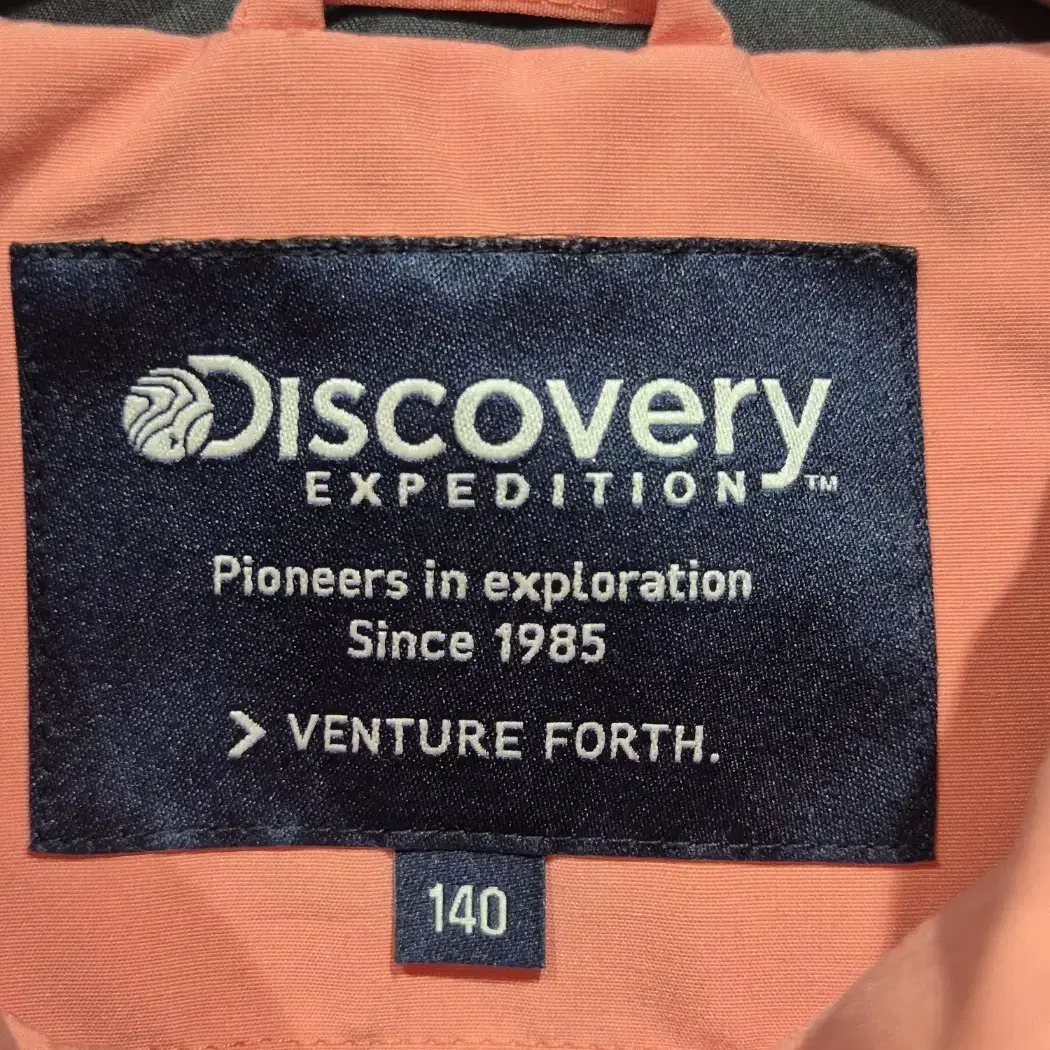 DISCOVery
EXPEDITION™
Pioneers in exploration
Since 1985
> VENTURE FORTH.
140